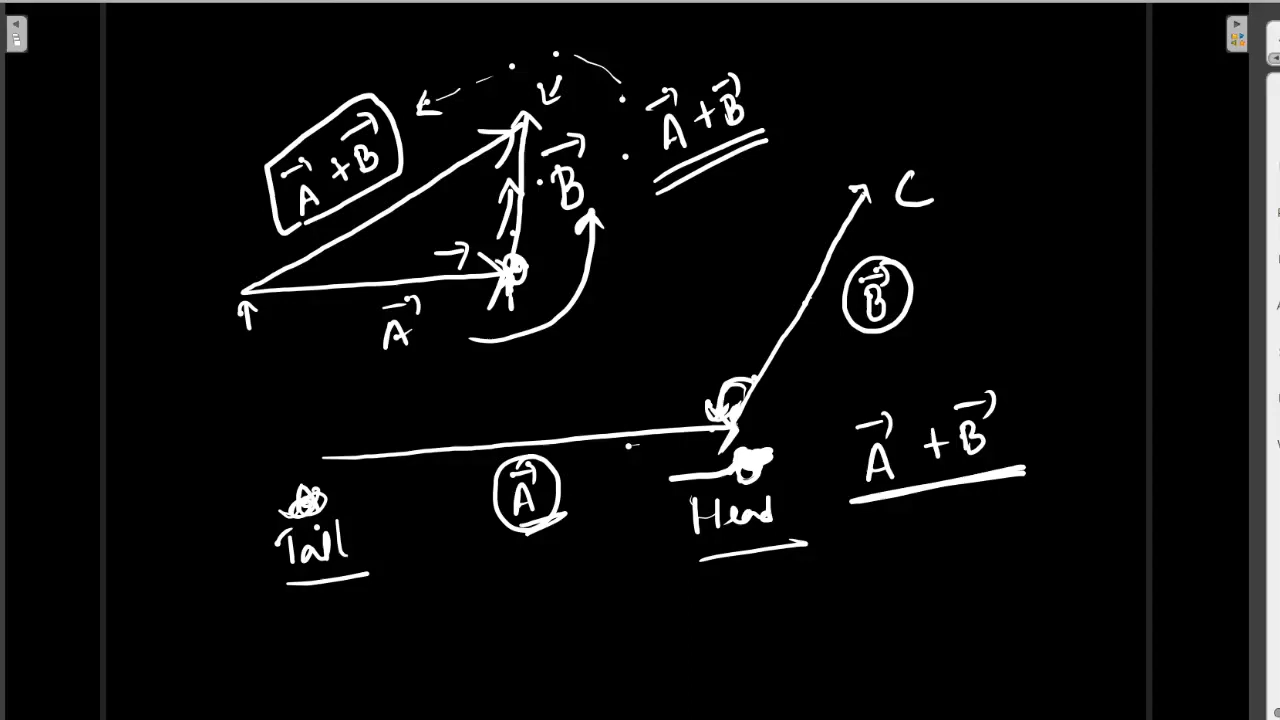 A⃗ + B⃗
B⃗
A⃗ + B⃗
A⃗
C
B⃗
A⃗
A⃗ + B⃗
Head
Tail